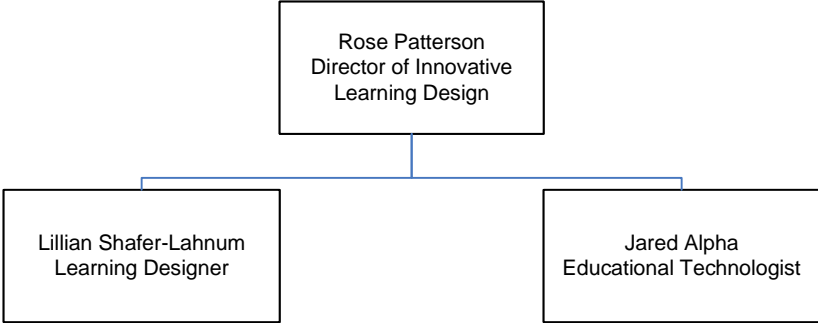 Rose Patterson
Director of Innovative
Learning Design
Lillian Shafer-Lahnum
Learning Designer
Jared Alpha
Educational Technologist